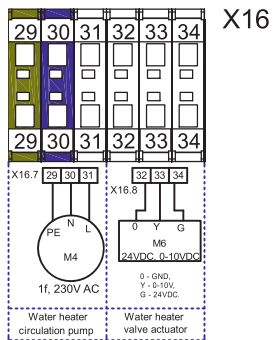 X16
29 30 31 32 33 34
29 30 31 32 33 34
X16.7 29 30 31
X16.8 32 33 34
PE N L
M4
1f, 230V AC
0 Y G
M6
24VDC, 0-10VDC
0 - GND,
Y - 0-10V,
G - 24VDC.
Water heater
circulation pump
Water heater
valve actuator